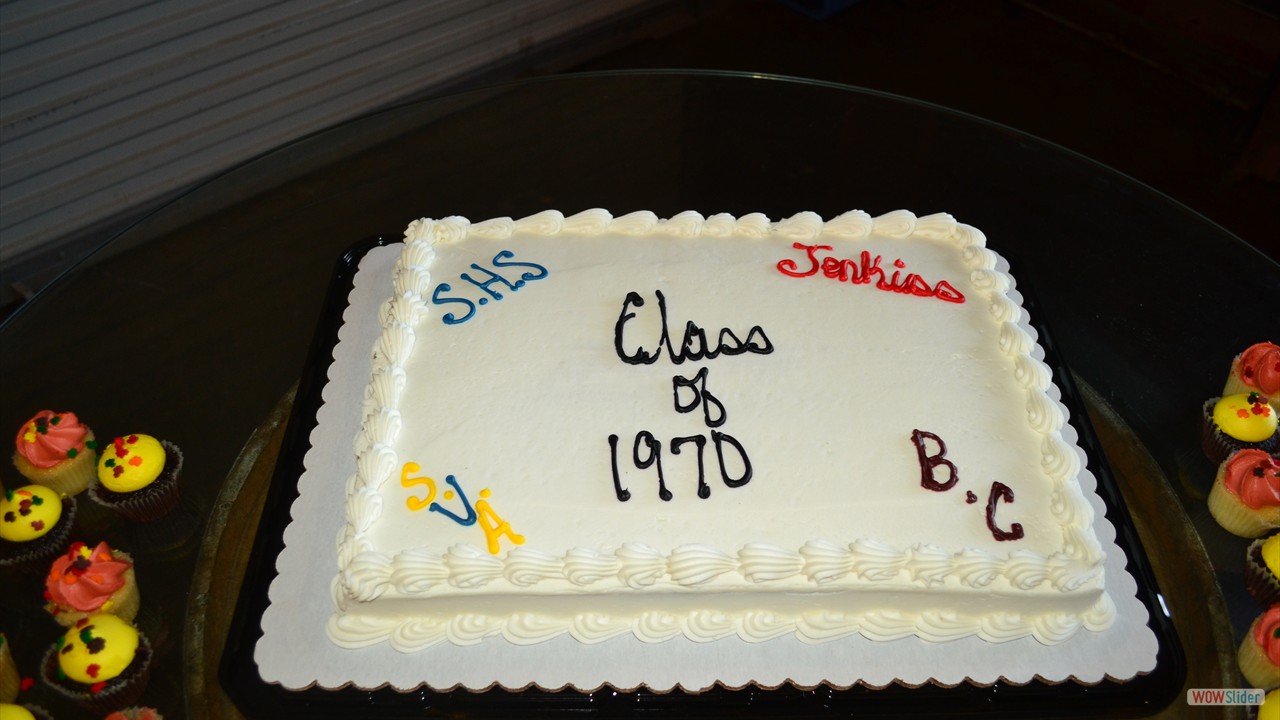 S.H.S
Jenkiss
Class
of
1970
S.V.A
B.C
WOWSlider